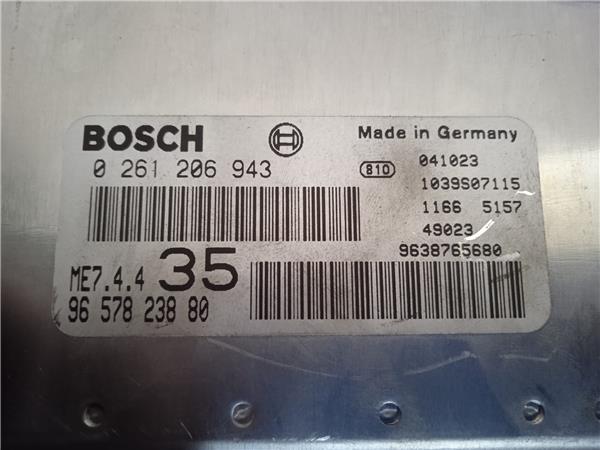 BOSCH
Made in Germany
0 261 206 943
810
041023
1039S07115
1166 5157
49023
9638765680
ME7.4.4 35
96 578 238 80